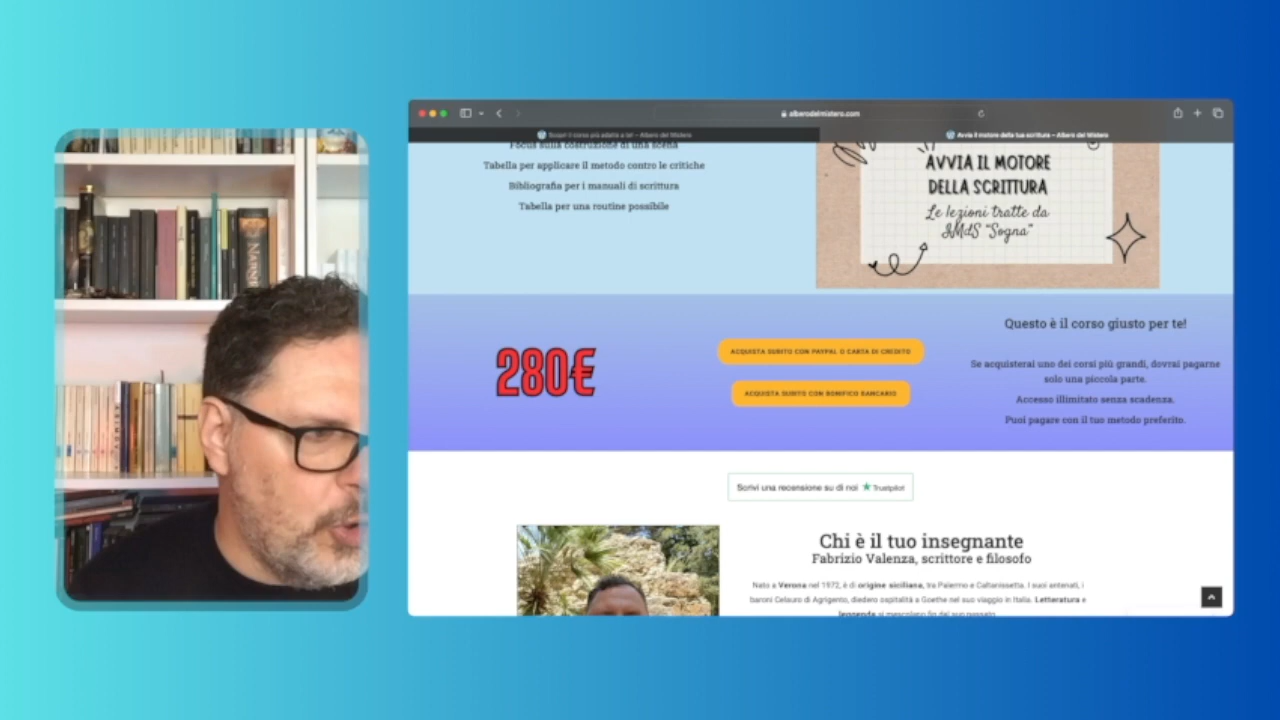 alberodelmistero.com
Scopri il corso più adatto a te! – Albero del Mistero
Avvia il motore della tua scrittura – Albero del Mistero
Focus sulla costruzione di una scena
Tabella per applicare il metodo contro le critiche
Bibliografia per i manuali di scrittura
Tabella per una routine possibile
AVVIA IL MOTORE
DELLA SCRITTURA
Le lezioni tratte da
IMdS "Sogna"
280€
ACQUISTA SUBITO CON PAYPAL O CARTA DI CREDITO
ACQUISTA SUBITO CON BONIFICO BANCARIO
Questo è il corso giusto per te!
Se acquisterai uno dei corsi più grandi, dovrai pagarne
solo una piccola parte.
Accesso illimitato senza scadenza.
Puoi pagare con il tuo metodo preferito.
Scrivi una recensione su di noi Trustpilot
Chi è il tuo insegnante
Fabrizio Valenza, scrittore e filosofo
Nato a Verona nel 1972, è di origine siciliana, tra Palermo e Caltanissetta. I suoi antenati, i
baroni Celauro di Agrigento, diedero ospitalità a Goethe nel suo viaggio in Italia. Letteratura e
leggenda si mescolano fin dal suo passato
NARNIA